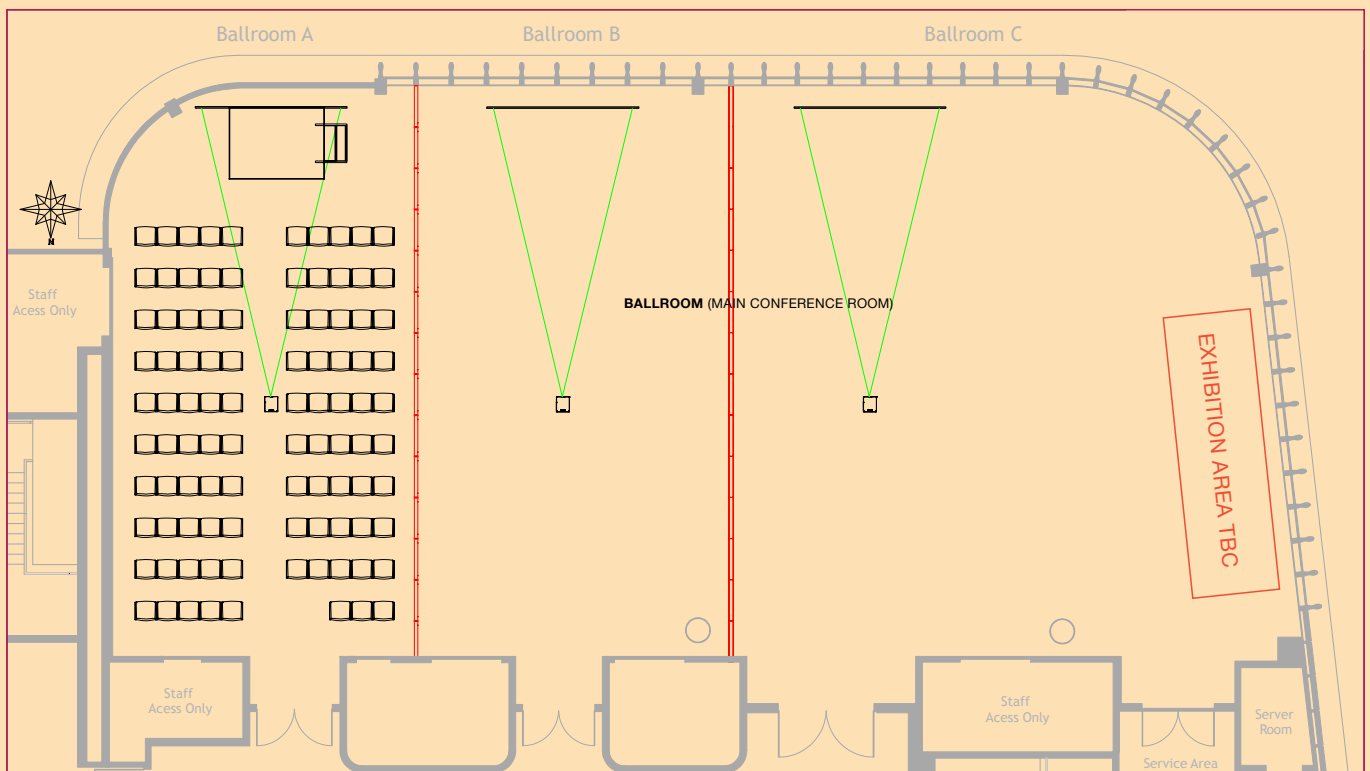 Ballroom A
Ballroom B
Ballroom C
N
Staff
Acess Only
BALLROOM (MAIN CONFERENCE ROOM)
EXHIBITION AREA TBC
Staff
Acess Only
Staff
Acess Only
Server
Room
Service Area